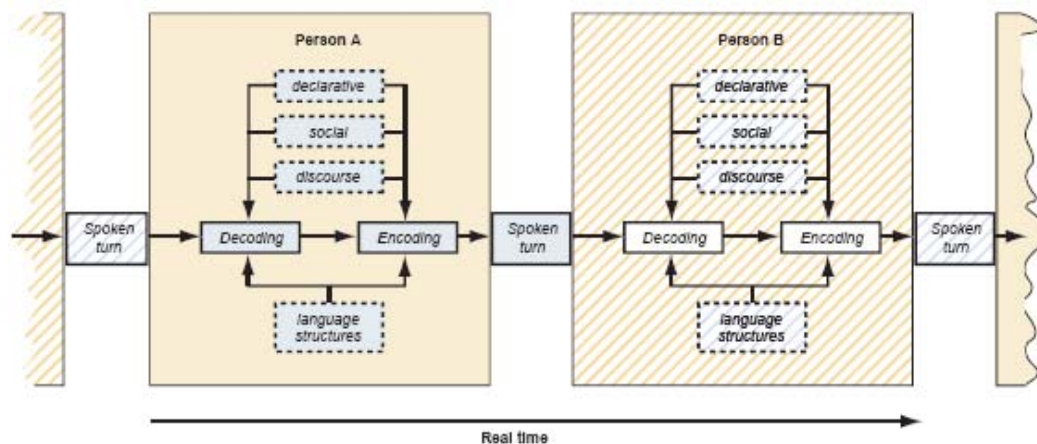 Person A
declarative
social
discourse
Spoken
turn
Decoding
Encoding
language
structures
Spoken
turn
Person B
declarative
social
discourse
Decoding
Encoding
language
structures
Spoken
turn
Real time